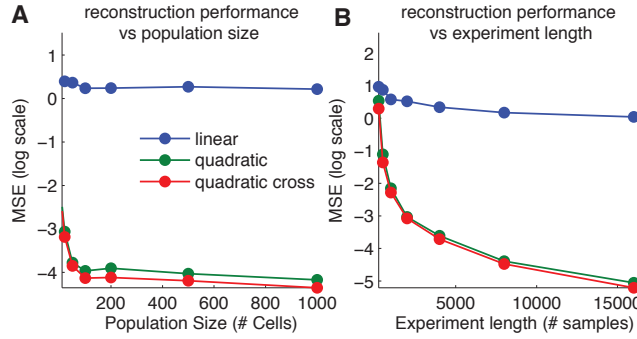 A
reconstruction performance
vs population size
1
0
−1
−2
−3
−4
MSE (log scale)
linear
quadratic
quadratic cross
200
400
600
800
1000
Population Size (# Cells)
B
reconstruction performance
vs experiment length
2
1
0
−1
−2
−3
−4
−5
MSE (log scale)
5000
10000
15000
Experiment length (# samples)